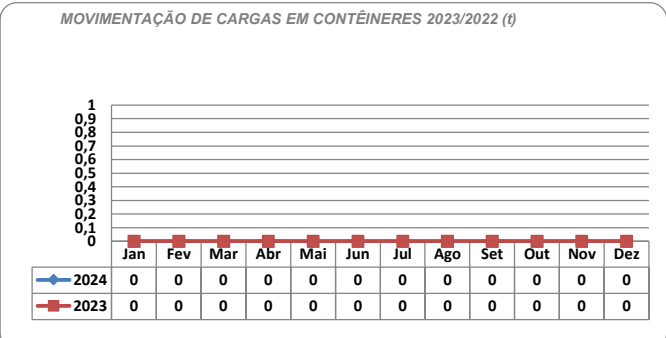 MOVIMENTAÇÃO DE CARGAS EM CONTÊINERES 2023/2022 (t)
1
0,9
0,8
0,7
0,6
0,5
0,4
0,3
0,2
0,1
0
Jan Fev Mar Abr Mai Jun Jul Ago Set Out Nov Dez
2024 0 0 0 0 0 0 0 0 0 0 0 0
2023 0 0 0 0 0 0 0 0 0 0 0 0